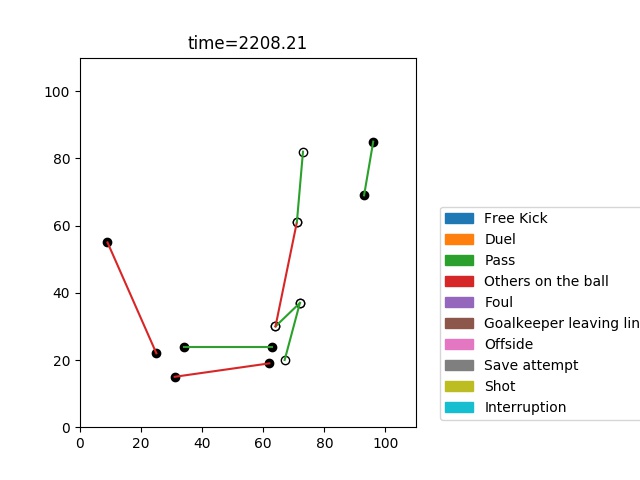 time=2208.21
100
80
60
40
20
0
0 20 40 60 80 100
Free Kick
Duel
Pass
Others on the ball
Foul
Goalkeeper leaving lin
Offside
Save attempt
Shot
Interruption